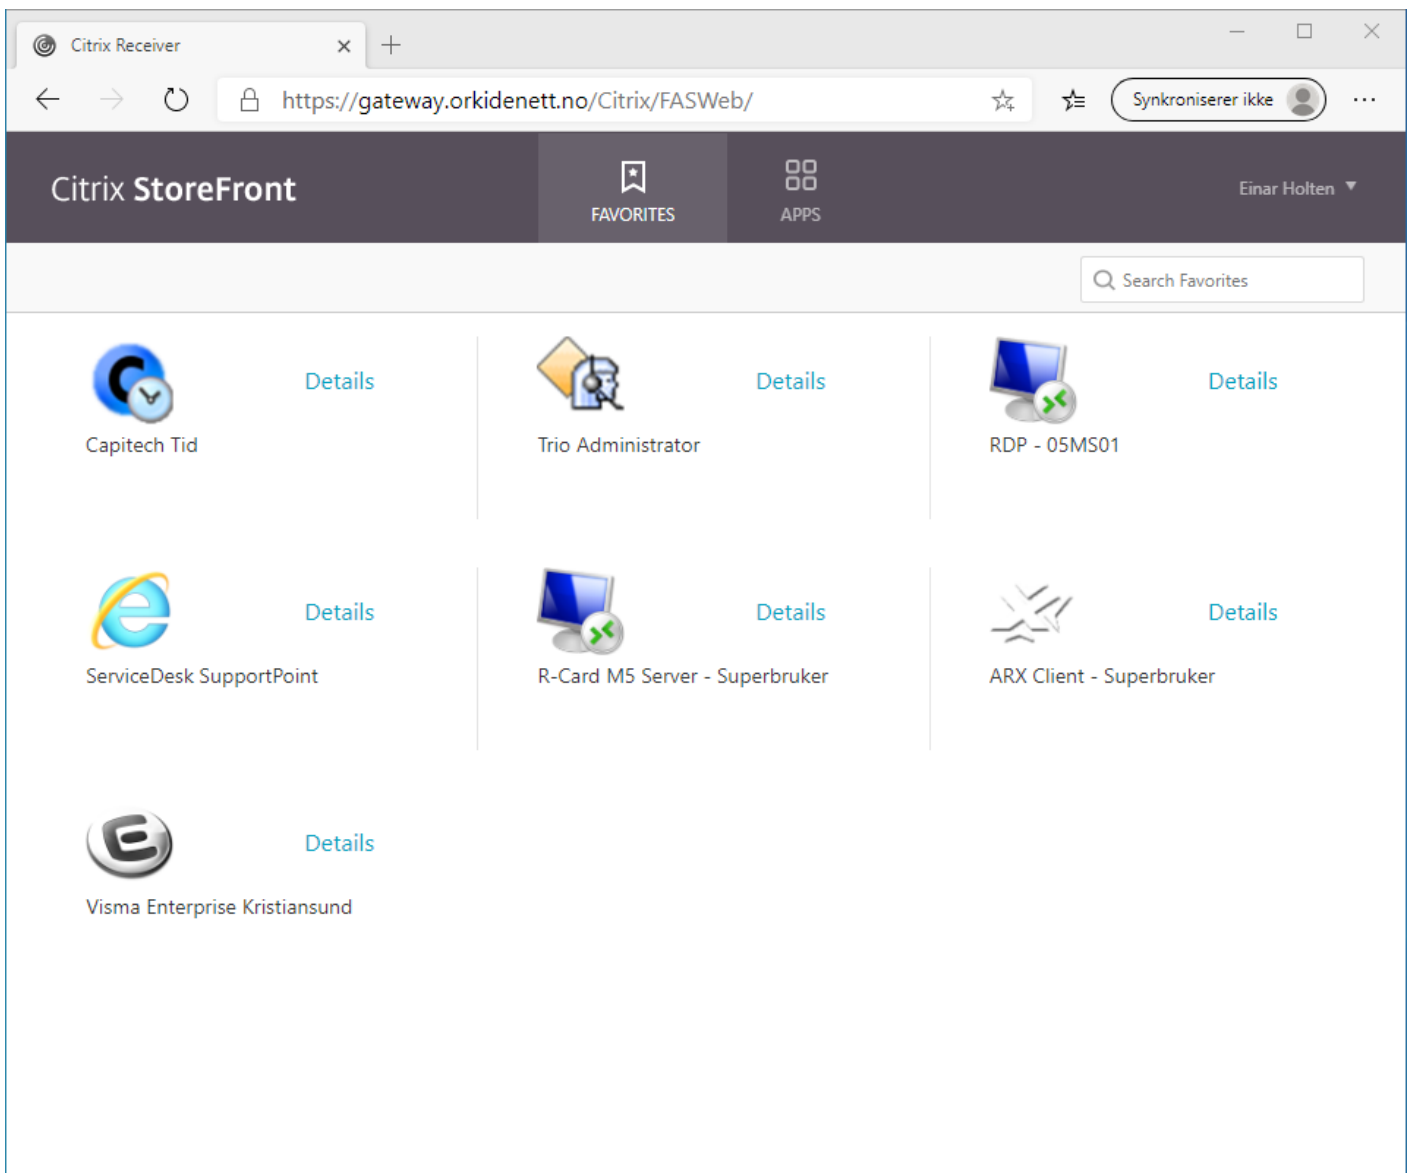 Citrix Receiver
https://gateway.orkidenett.no/Citrix/FASWeb/
Synkroniserer ikke
Citrix StoreFront
FAVORITES
APPS
Einar Holten
Search Favorites
Details
Capitech Tid
Details
Trio Administrator
Details
RDP - 05MS01
Details
ServiceDesk SupportPoint
Details
R-Card M5 Server - Superbruker
Details
ARX Client - Superbruker
Details
Visma Enterprise Kristiansund